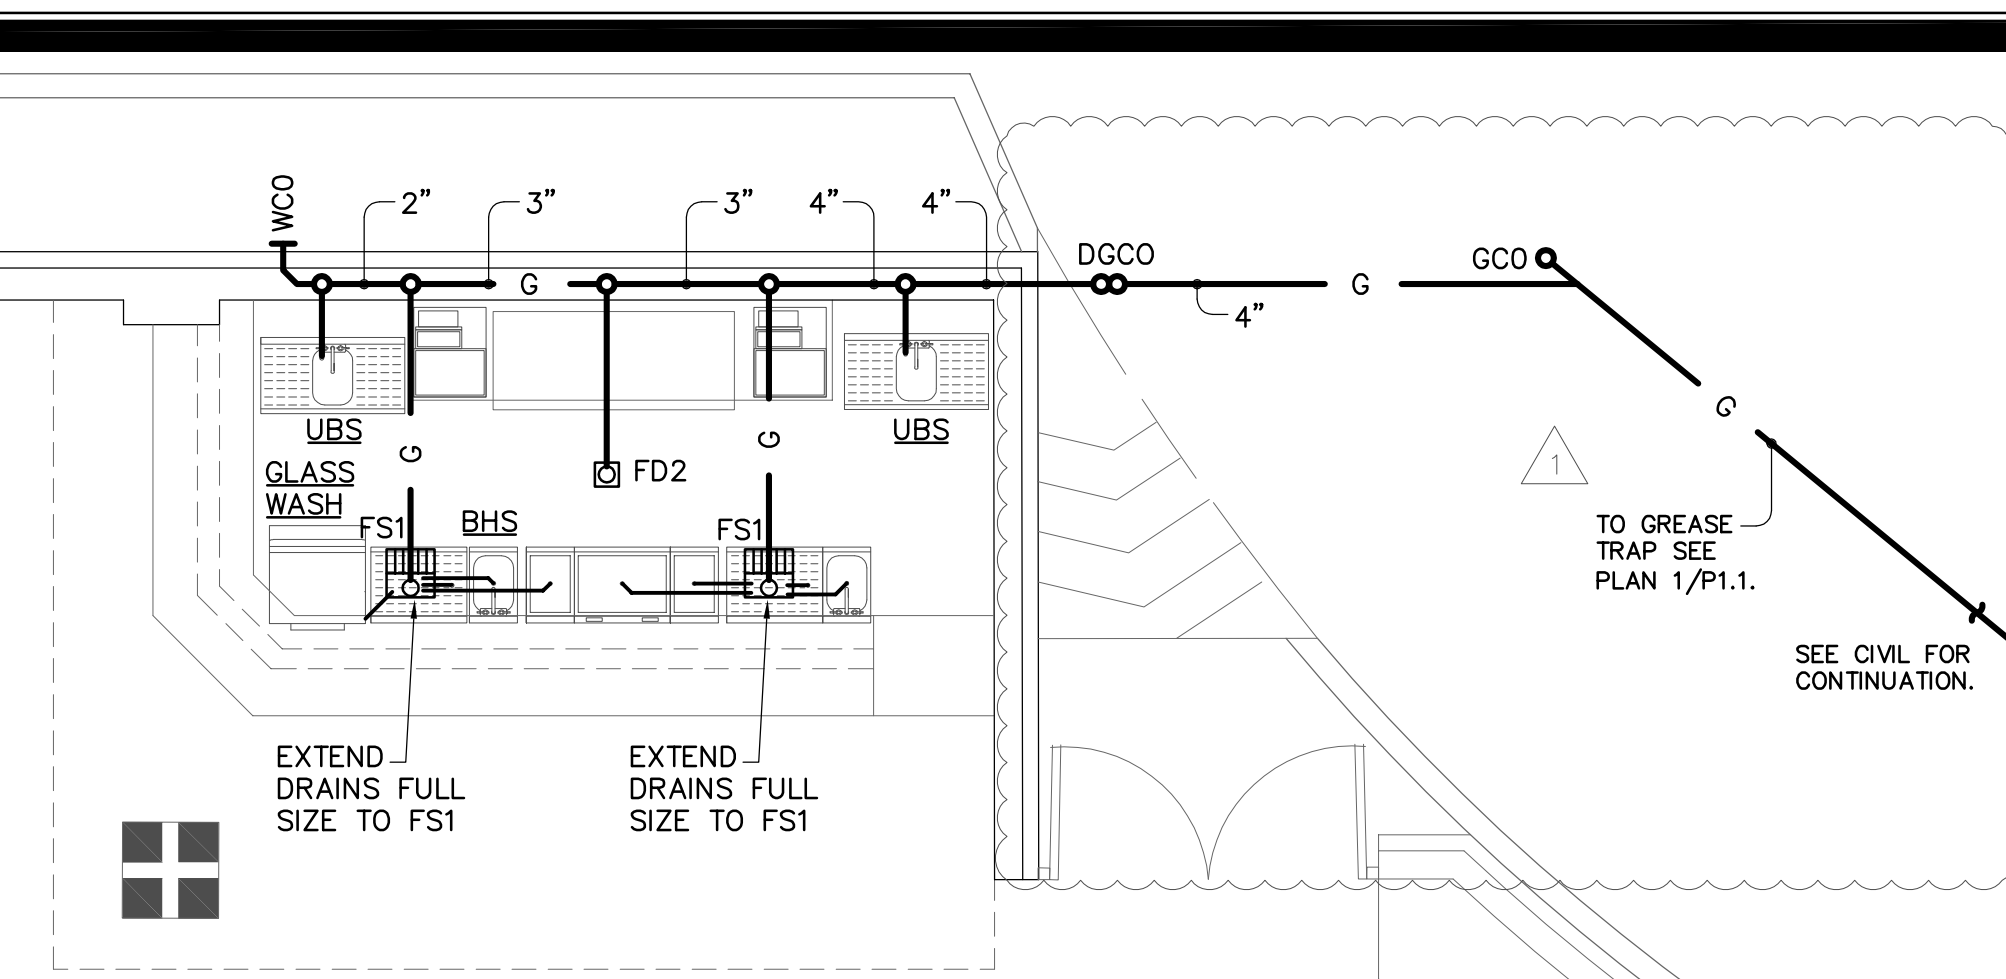 WCO
2"
3"
3"
4"
4"
DGCO
GCO
G
G
4"
G
UBS
UBS
G
G
GLASS
WASH
FD2
1
FS1
BHS
FS1
TO GREASE
TRAP SEE
PLAN 1/P1.1.
SEE CIVIL FOR
CONTINUATION.
EXTEND
DRAINS FULL
SIZE TO FS1
EXTEND
DRAINS FULL
SIZE TO FS1